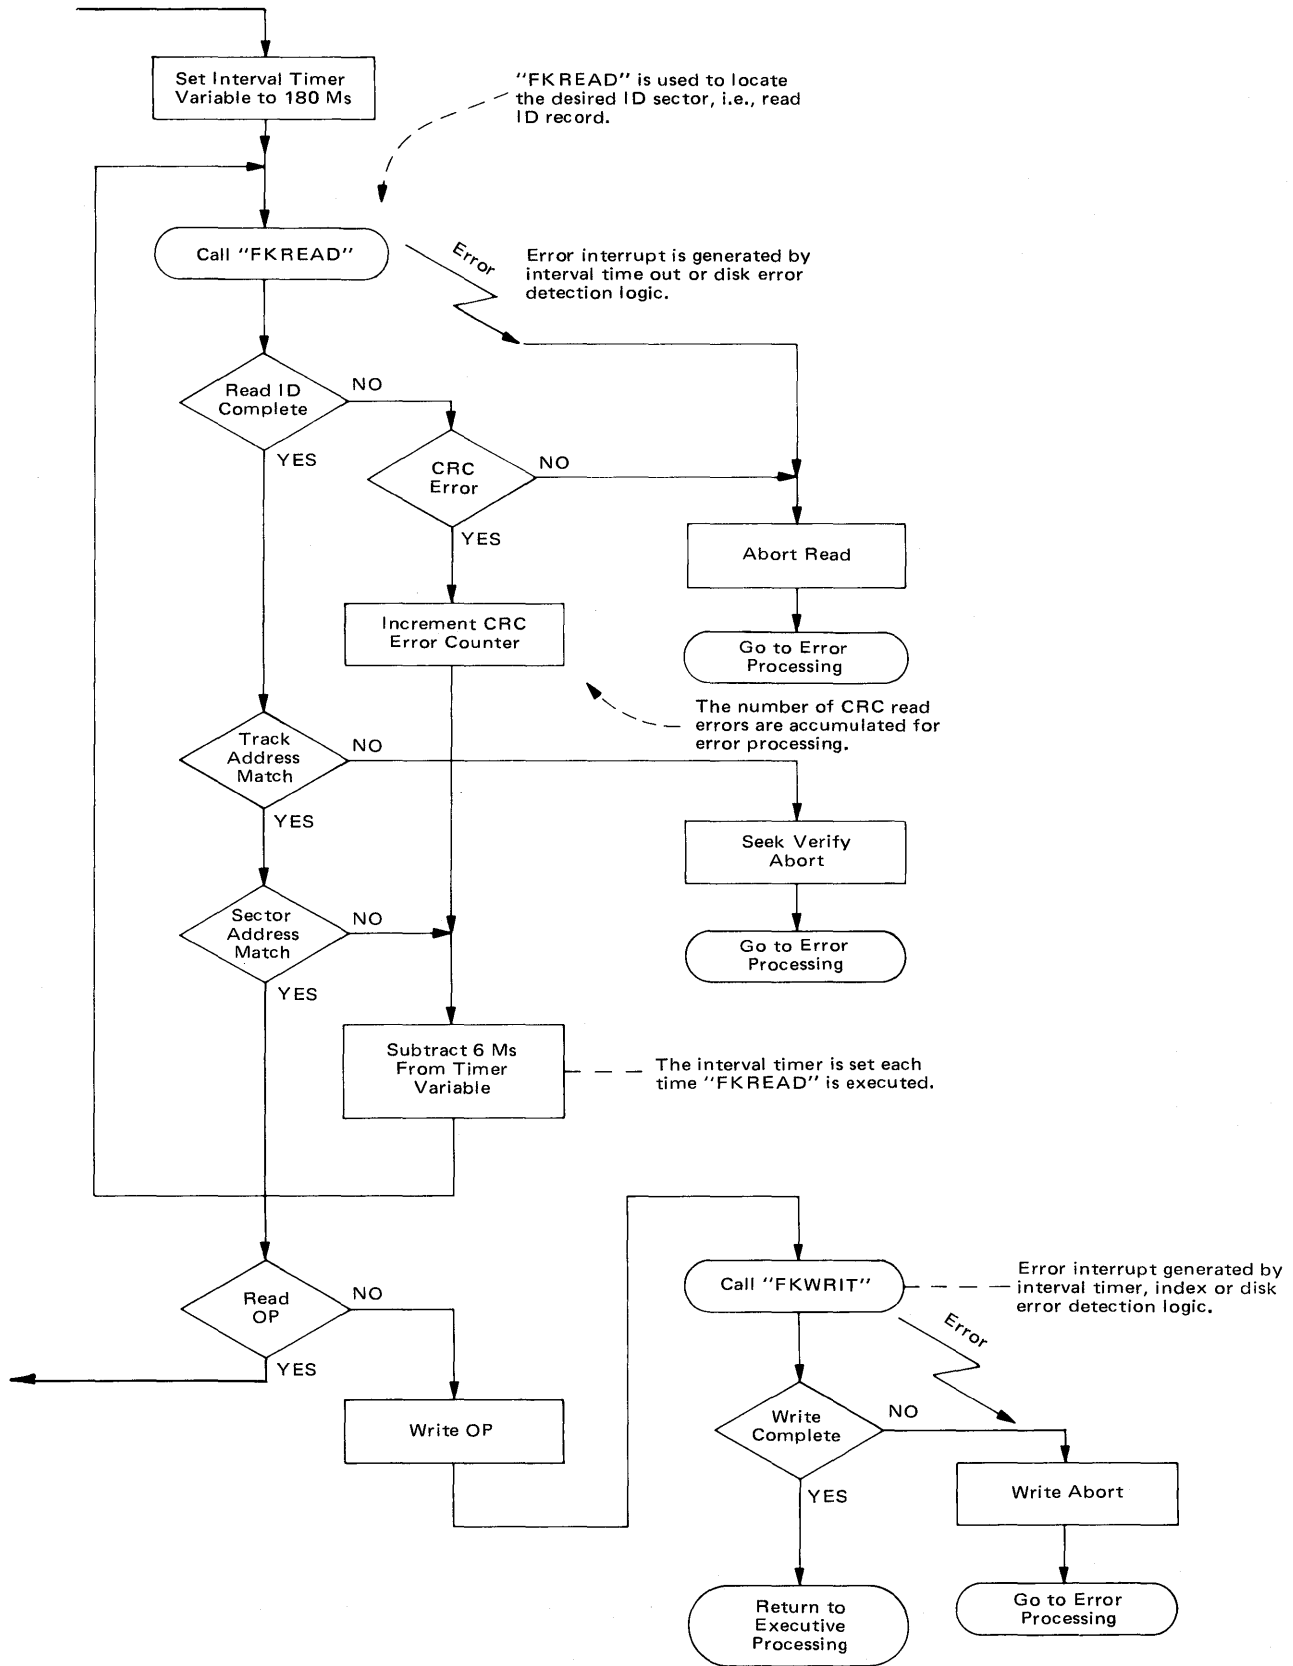 Set Interval Timer
Variable to 180 Ms
"FKREAD" is used to locate
the desired ID sector, i.e., read
ID record.
Call "FKREAD"
Error
Error interrupt is generated by
interval time out or disk error
detection logic.
Read ID
Complete
NO
YES
CRC
Error
NO
YES
Abort Read
Increment CRC
Error Counter
Go to Error
Processing
The number of CRC read
errors are accumulated for
error processing.
Track
Address
Match
NO
YES
Seek Verify
Abort
Sector
Address
Match
NO
YES
Go to Error
Processing
Subtract 6 Ms
From Timer
Variable
The interval timer is set each
time "FKREAD" is executed.
Read
OP
NO
YES
Write OP
Call "FKWRIT"
Error interrupt generated by
interval timer, index or disk
error detection logic.
Error
Write
Complete
NO
YES
Write Abort
Return to
Executive
Processing
Go to Error
Processing